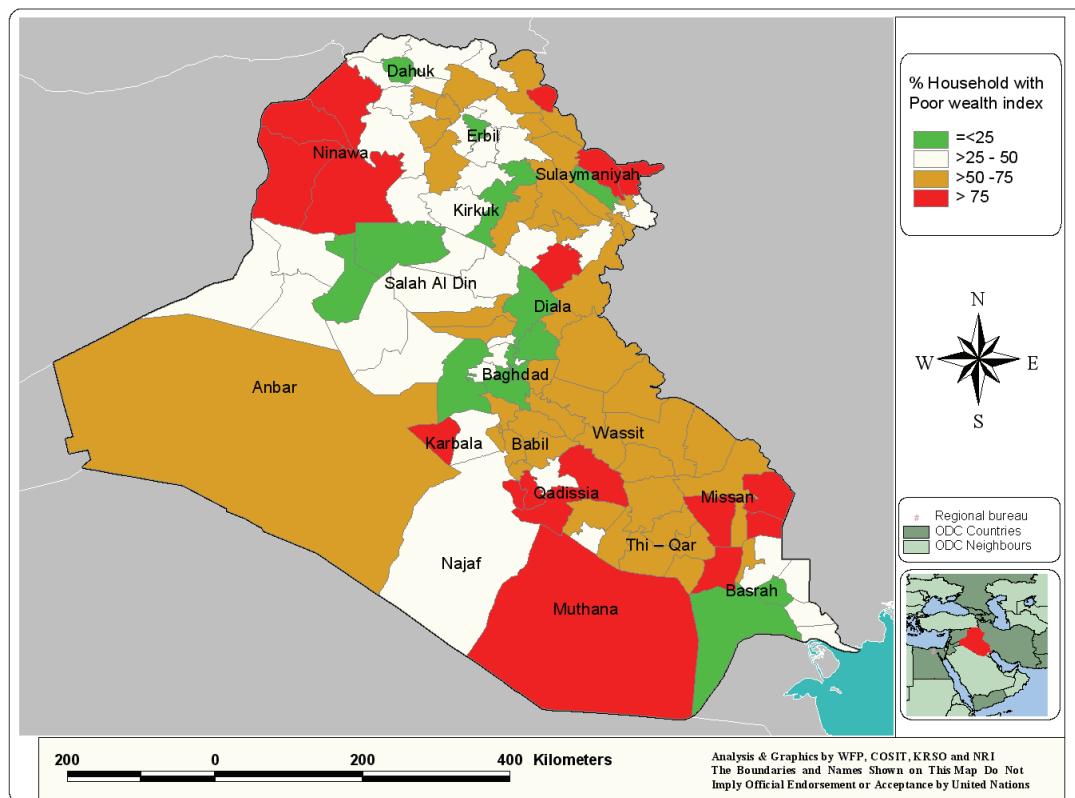 Dahuk
Ninawa
Erbil
Sulaymaniyah
Kirkuk
Salah Al Din
Diala
Anbar
Baghdad
Karbala
Babil
Wassit
Qadissia
Missan
Najaf
Thi – Qar
Muthana
Basrah
% Household with
Poor wealth index
=<25
>25 - 50
>50 -75
> 75
N
W E
S
# Regional bureau
ODC Countries
ODC Neighbours
200 0 200 400 Kilometers
Analysis & Graphics by WFP, COSIT, KRSO and NRI
The Boundaries and Names Shown on This Map Do Not
Imply Official Endorsement or Acceptance by United Nations